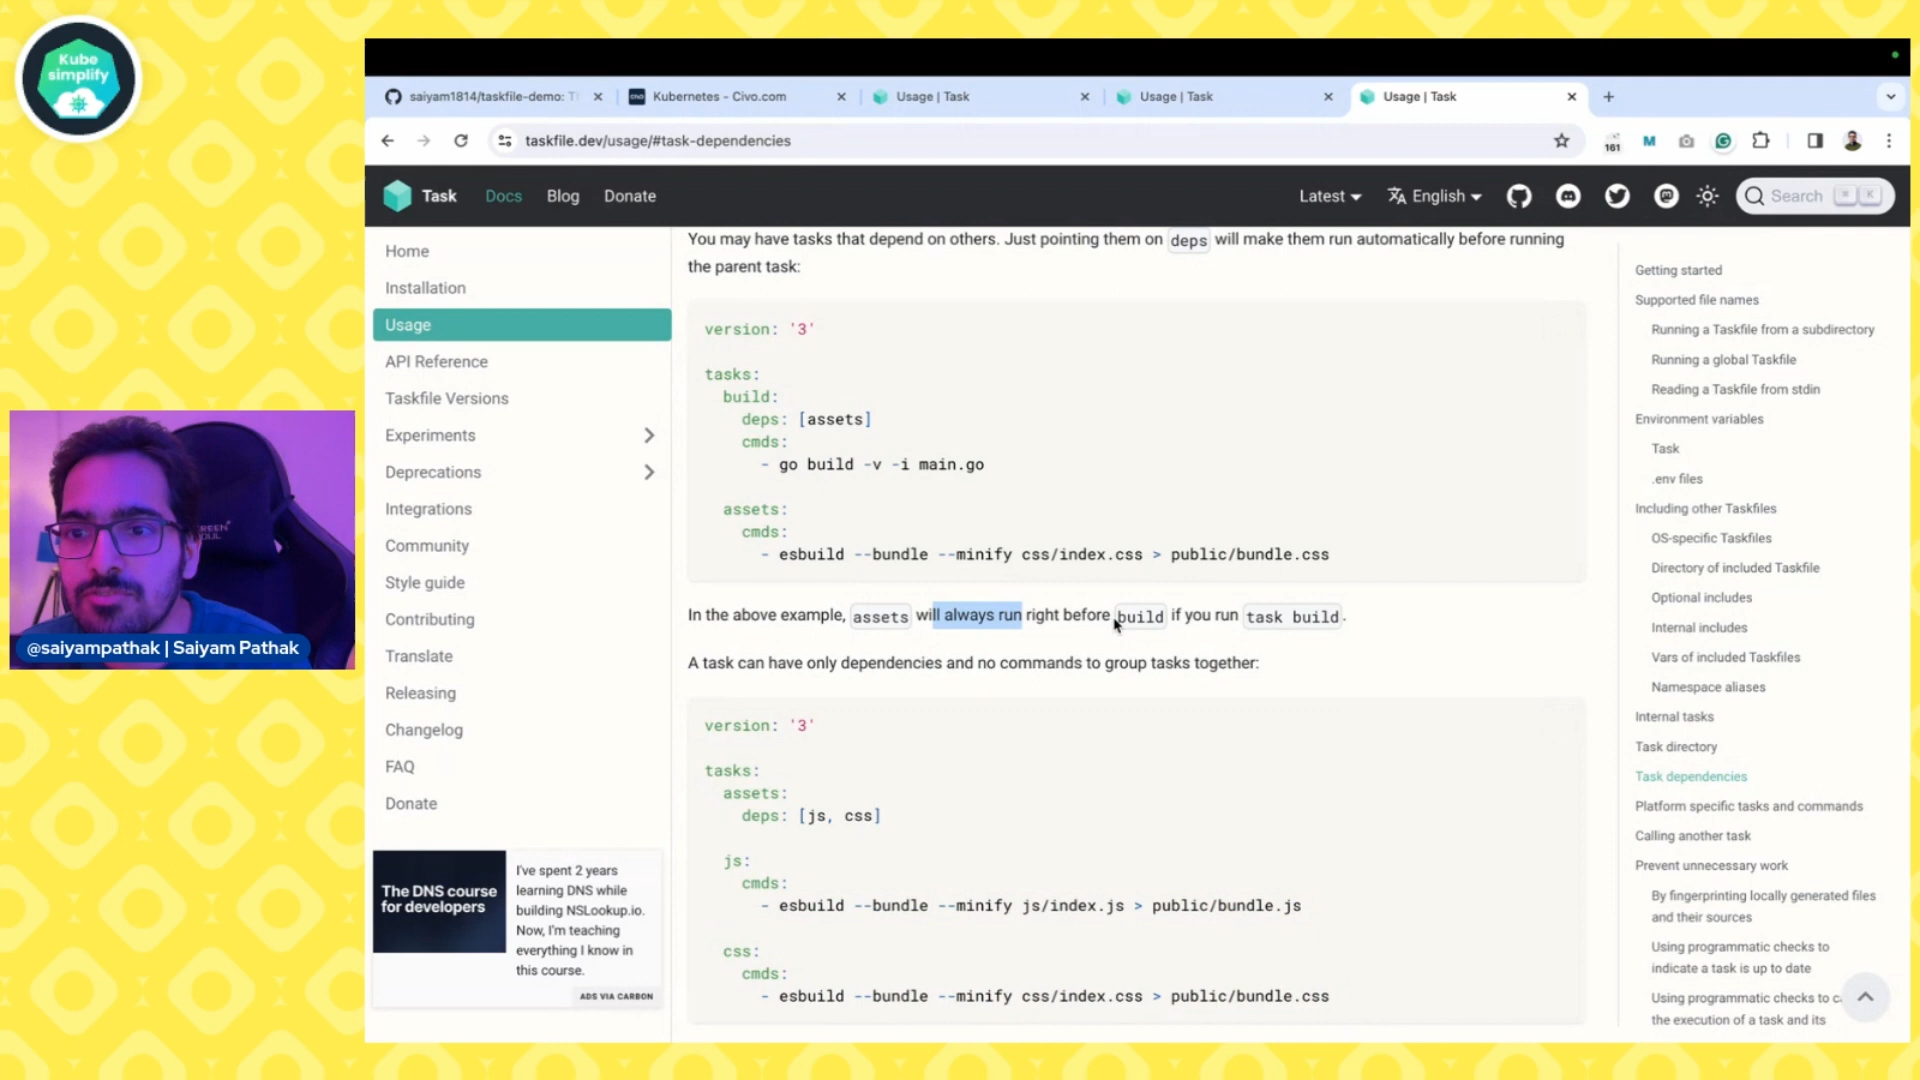 Kube
simplify
saiyam1814/taskfile-demo: Th
Kubernetes - Civo.com
Usage | Task
Usage | Task
Usage | Task
taskfile.dev/usage/#task-dependencies
161
M
Task
Docs
Blog
Donate
Latest
English
Search
K
Home
Installation
Usage
API Reference
Taskfile Versions
Experiments
Deprecations
Integrations
Community
Style guide
Contributing
Translate
Releasing
Changelog
FAQ
Donate
The DNS course
for developers
I've spent 2 years
learning DNS while
building NSLookup.io.
Now, I'm teaching
everything I know in
this course.
ADS VIA CARBON
You may have tasks that depend on others. Just pointing them on deps will make them run automatically before running
the parent task:
version: '3'
tasks:
build:
deps: [assets]
cmds:
- go build -v -i main.go
assets:
cmds:
- esbuild --bundle --minify css/index.css > public/bundle.css
In the above example, assets will always run right before build if you run task build.
A task can have only dependencies and no commands to group tasks together:
version: '3'
tasks:
assets:
deps: [js, css]
js:
cmds:
- esbuild --bundle --minify js/index.js > public/bundle.js
css:
cmds:
- esbuild --bundle --minify css/index.css > public/bundle.css
Getting started
Supported file names
Running a Taskfile from a subdirectory
Running a global Taskfile
Reading a Taskfile from stdin
Environment variables
Task
.env files
Including other Taskfiles
OS-specific Taskfiles
Directory of included Taskfile
Optional includes
Internal includes
Vars of included Taskfiles
Namespace aliases
Internal tasks
Task directory
Task dependencies
Platform specific tasks and commands
Calling another task
Prevent unnecessary work
By fingerprinting locally generated files
and their sources
Using programmatic checks to
indicate a task is up to date
Using programmatic checks to c
the execution of a task and its
@saiyampathak | Saiyam Pathak